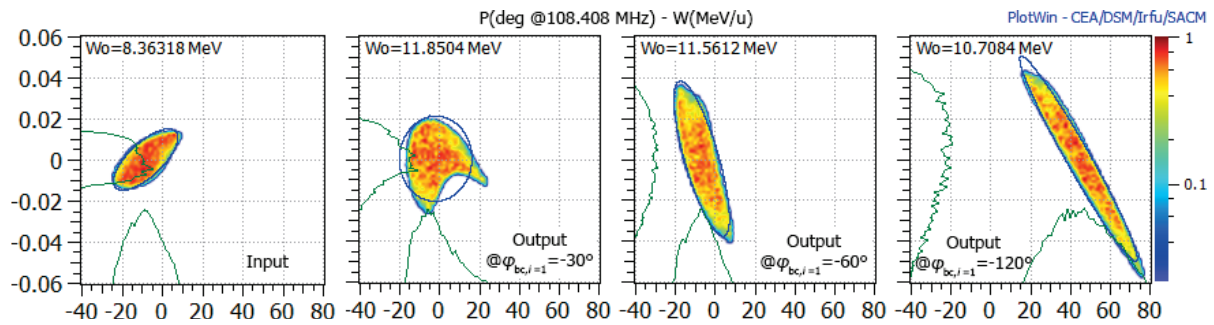 P(deg @108.408 MHz) - W(MeV/u)
PlotWin - CEA/DSM/Irfu/SACM
0.06
0.04
0.02
0
-0.02
-0.04
-0.06
Wo=8.36318 MeV
Input
-40 -20 0 20 40 60 80
Wo=11.8504 MeV
Output
@φbc,i=1=-30°
-40 -20 0 20 40 60 80
Wo=11.5612 MeV
Output
@φbc,i=1=-60°
-40 -20 0 20 40 60 80
Wo=10.7084 MeV
Output
@φbc,i=1=-120°
-40 -20 0 20 40 60 80
1
0.1